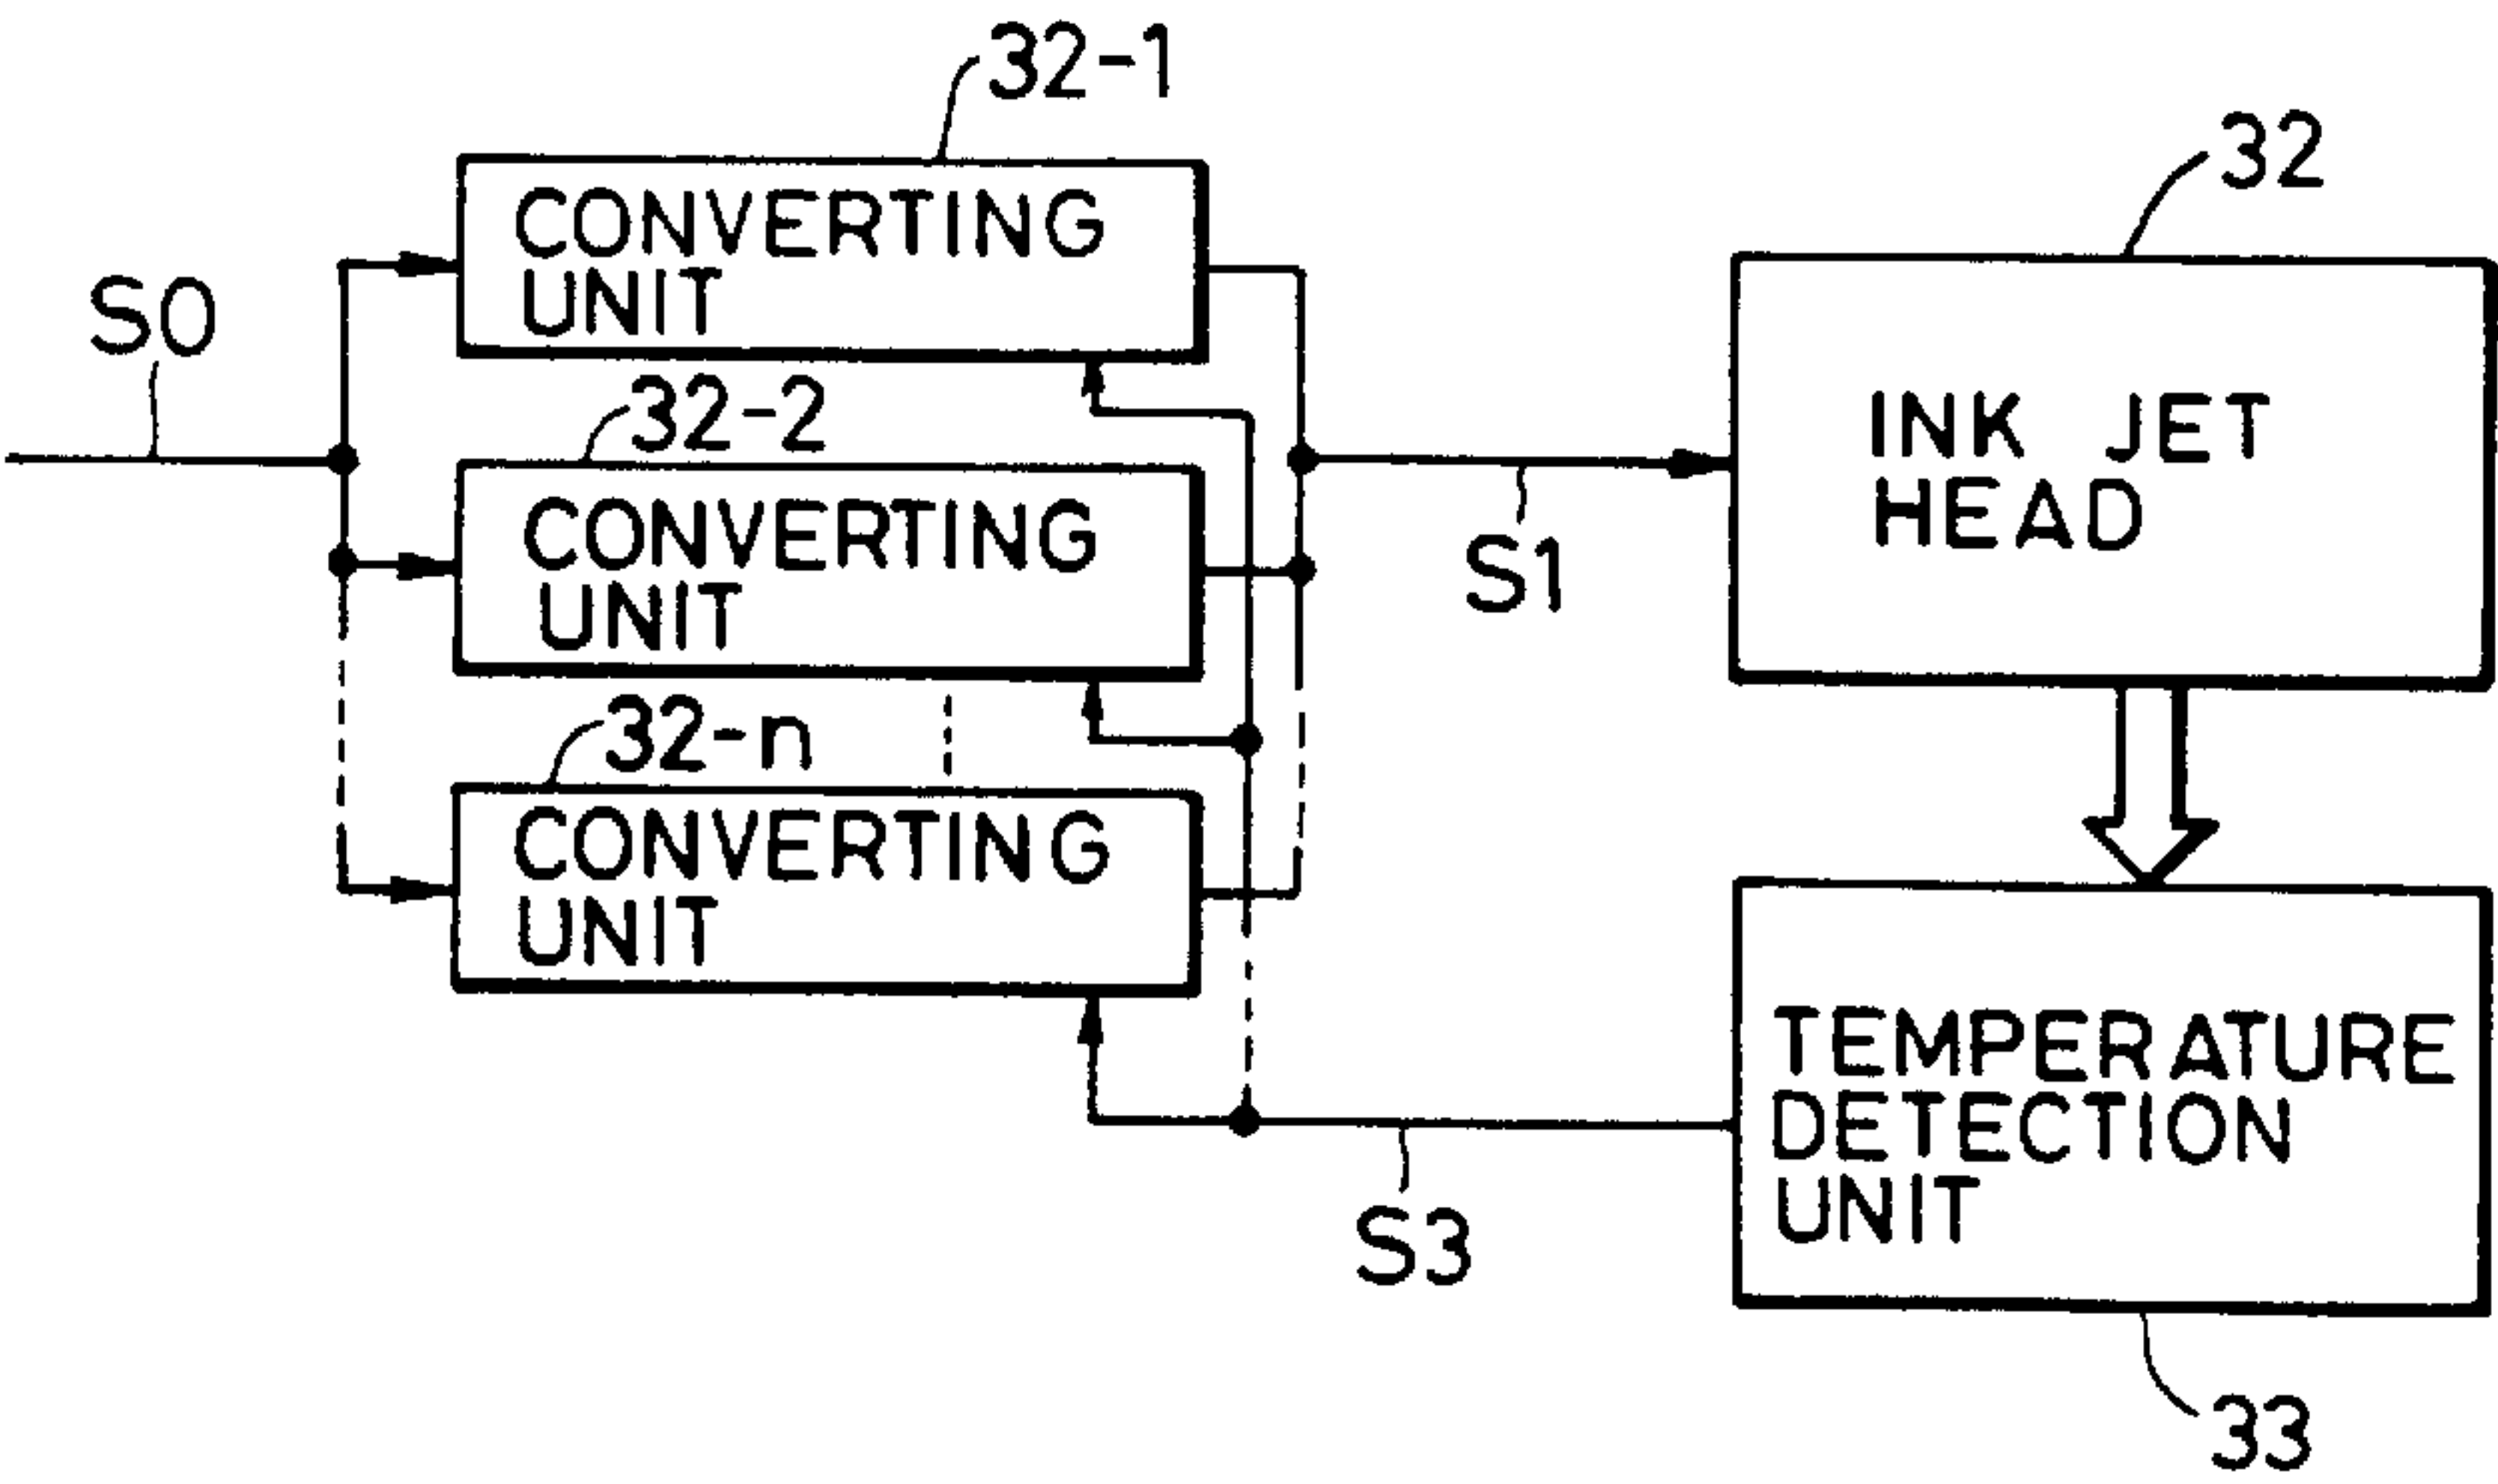 32-1
CONVERTING
UNIT
S0
32-2
CONVERTING
UNIT
32-n
CONVERTING
UNIT
S1
32
INK JET
HEAD
TEMPERATURE
DETECTION
UNIT
S3
33